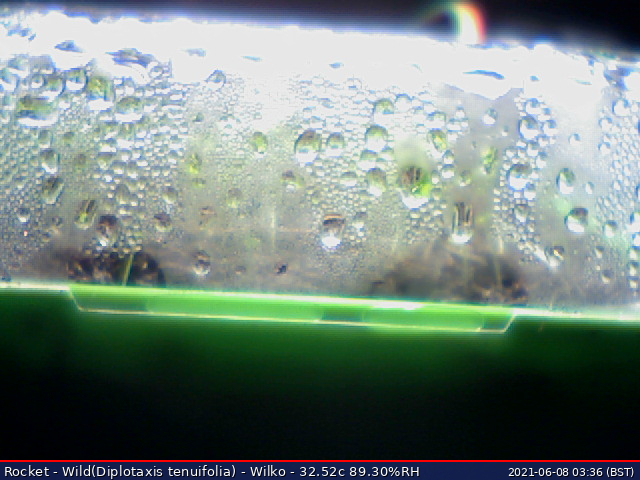 Rocket - Wild(Diplotaxis tenuifolia) - Wilko - 32.52c 89.30%RH
2021-06-08 03:36 (BST)